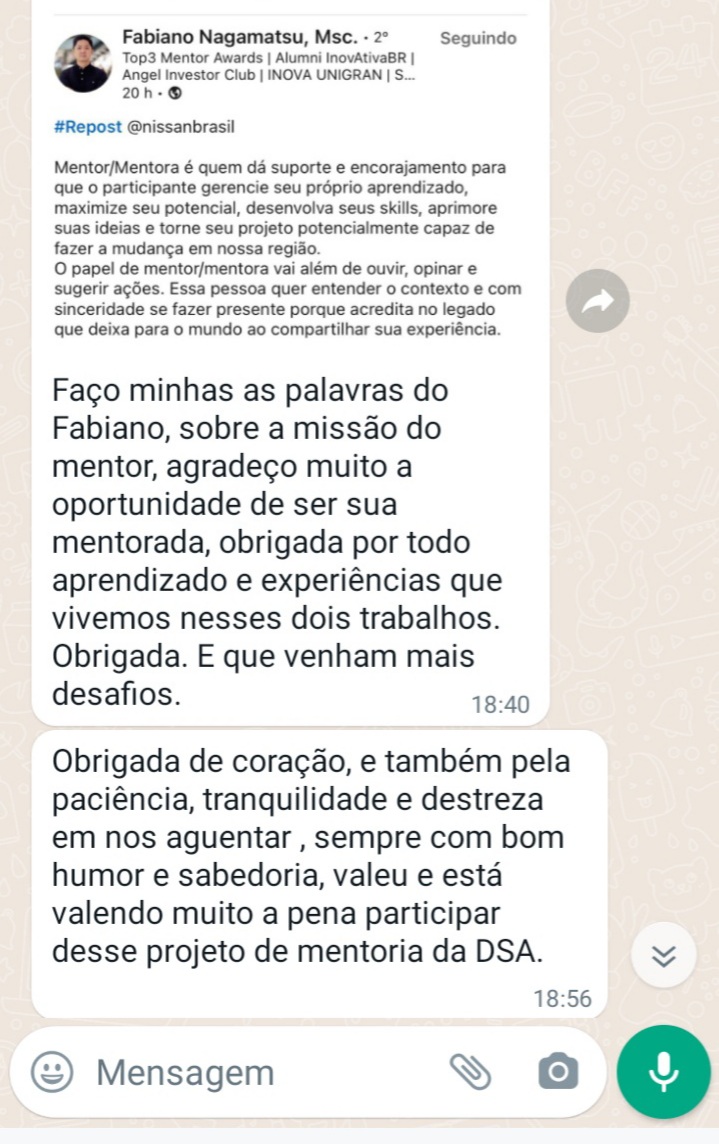 Fabiano Nagamatsu, Msc. • 2º
Seguindo
Top3 Mentor Awards | Alumni InovAtivaBR |
Angel Investor Club | INOVA UNIGRAN | S...
20 h •
#Repost @nissanbrasil
Mentor/Mentora é quem dá suporte e encorajamento para
que o participante gerencie seu próprio aprendizado,
maximize seu potencial, desenvolva seus skills, aprimore
suas ideias e torne seu projeto potencialmente capaz de
fazer a mudança em nossa região.
O papel de mentor/mentora vai além de ouvir, opinar e
sugerir ações. Essa pessoa quer entender o contexto e com
sinceridade se fazer presente porque acredita no legado
que deixa para o mundo ao compartilhar sua experiência.
Faço minhas as palavras do
Fabiano, sobre a missão do
mentor, agradeço muito a
oportunidade de ser sua
mentorada, obrigada por todo
aprendizado e experiências que
vivemos nesses dois trabalhos.
Obrigada. E que venham mais
desafios.
18:40
Obrigada de coração, e também pela
paciência, tranquilidade e destreza
em nos aguentar , sempre com bom
humor e sabedoria, valeu e está
valendo muito a pena participar
desse projeto de mentoria da DSA.
18:56
Mensagem